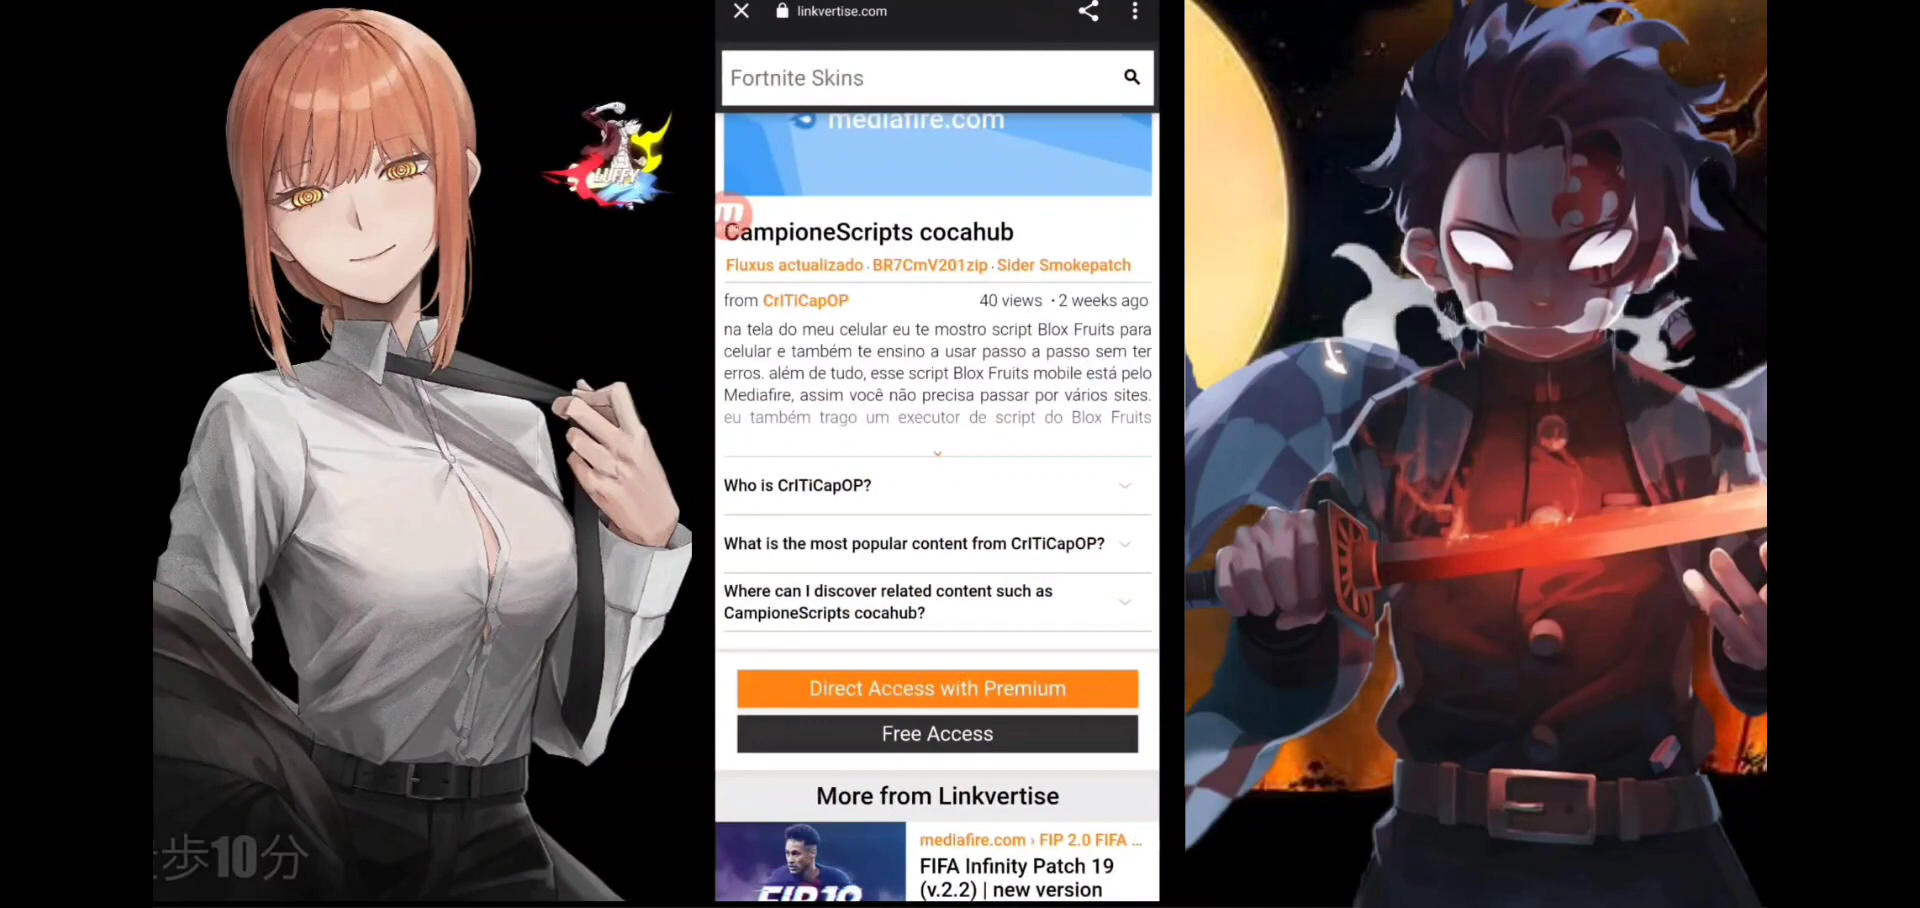 linkvertise.com
Fortnite Skins
mediafire.com
CampioneScripts cocahub
Fluxus actualizado · BR7CmV201zip · Sider Smokepatch
from CrITiCapOP 40 views · 2 weeks ago
na tela do meu celular eu te mostro script Blox Fruits para
celular e também te ensino a usar passo a passo sem ter
erros. além de tudo, esse script Blox Fruits mobile está pelo
Mediafire, assim você não precisa passar por vários sites.
eu também trago um executor de script do Blox Fruits
Who is CrITiCapOP?
What is the most popular content from CrITiCapOP?
Where can I discover related content such as
CampioneScripts cocahub?
Direct Access with Premium
Free Access
More from Linkvertise
mediafire.com › FIP 2.0 FIFA ...
FIFA Infinity Patch 19
(v.2.2) | new version
FIP 19
LUFFY
歩10分